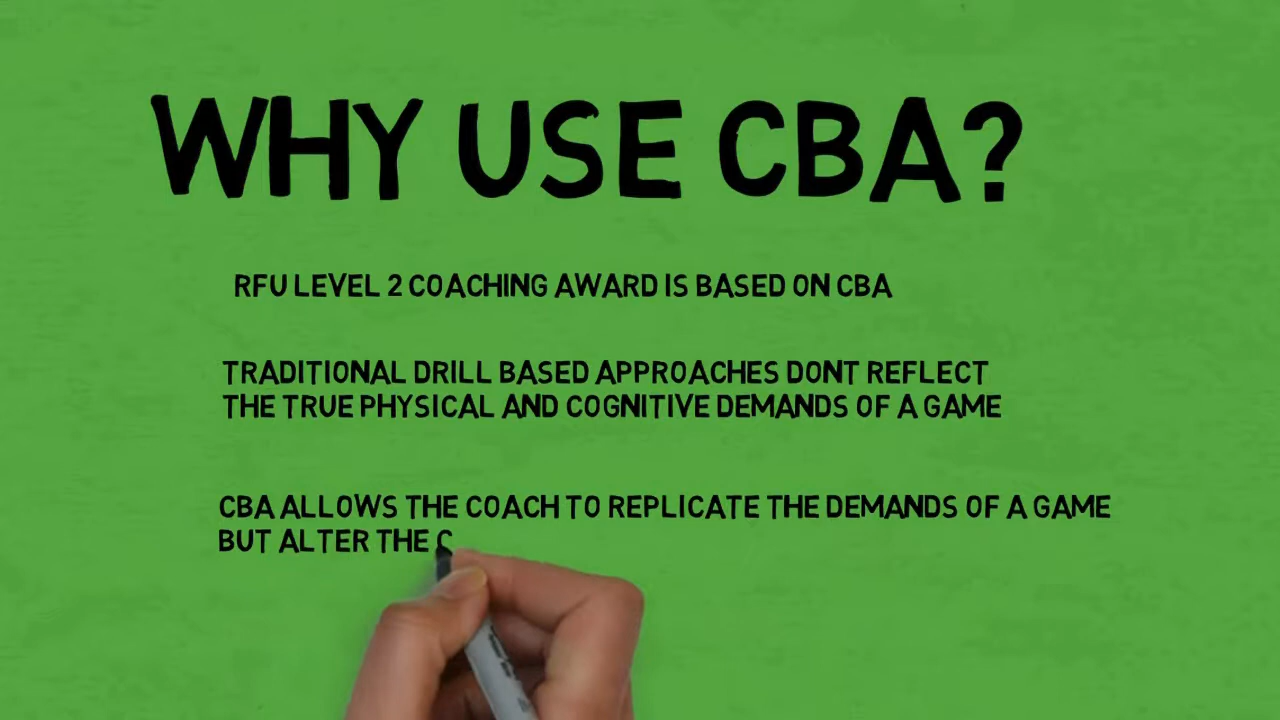 WHY USE CBA?
RFU LEVEL 2 COACHING AWARD IS BASED ON CBA
TRADITIONAL DRILL BASED APPROACHES DONT REFLECT
THE TRUE PHYSICAL AND COGNITIVE DEMANDS OF A GAME
CBA ALLOWS THE COACH TO REPLICATE THE DEMANDS OF A GAME
BUT ALTER THE